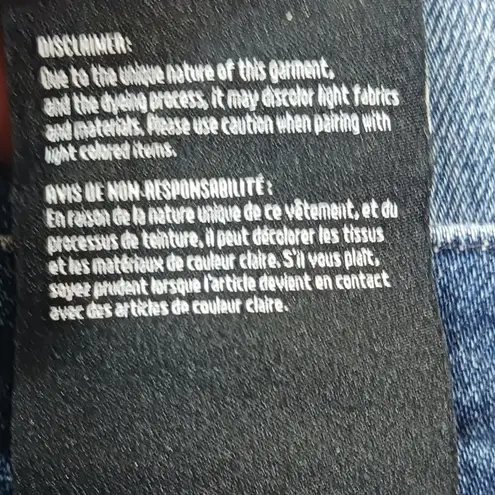 DISCLAIMER:
Due to the unique nature of this garment,
and the dyeing process, it may discolor light fabrics
and materials. Please use caution when pairing with
light colored items.
AVIS DE NON-RESPONSABILITÉ :
En raison de la nature unique de ce vêtement, et du
processus de teinture, il peut décolorer les tissus
et les matériaux de couleur claire. S'il vous plaît,
soyez prudent lorsque l'article devient en contact
avec des articles de couleur claire.